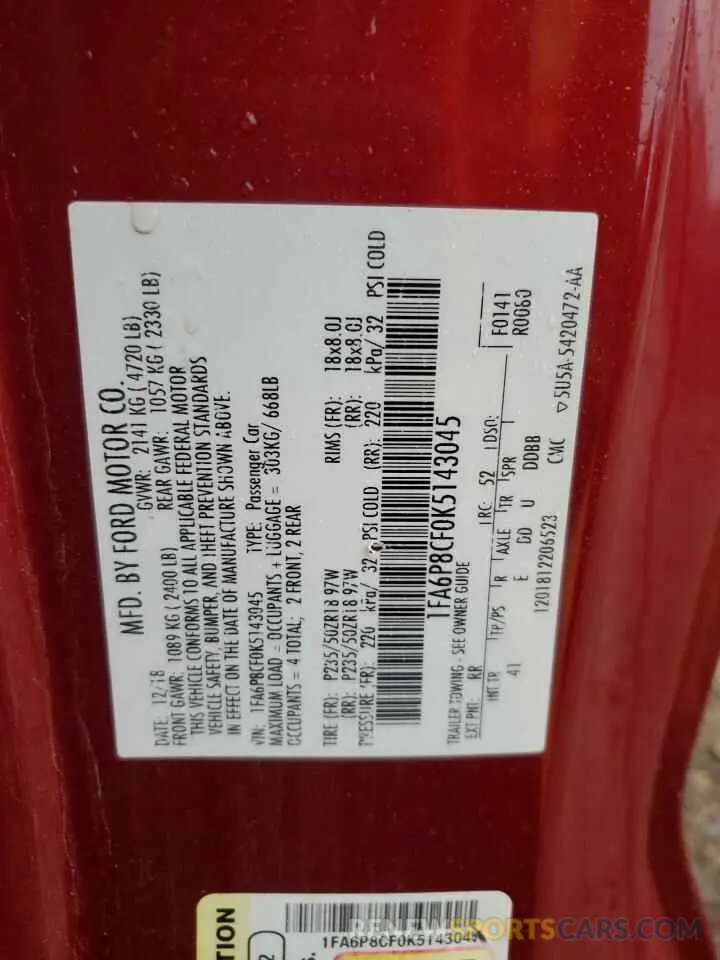 MFD. BY FORD MOTOR CO.
DATE: 12/18 GVWR: 2141 KG ( 4720 LB)
FRONT GAWR: 1089 KG ( 2400 LB) REAR GAWR: 1057 KG ( 2330 LB)
THIS VEHICLE CONFORMS TO ALL APPLICABLE FEDERAL MOTOR
VEHICLE SAFETY, BUMPER, AND THEFT PREVENTION STANDARDS
IN EFFECT ON THE DATE OF MANUFACTURE SHOWN ABOVE.
VIN: 1FA6P8CF0K5143045 TYPE: Passenger Car
MAXIMUM LOAD = OCCUPANTS + LUGGAGE = 303KG/ 668LB
OCCUPANTS = 4 TOTAL; 2 FRONT, 2 REAR
TIRE (FR): P235/50ZR18 97W RIMS (FR): 18x8.0J
(RR): P235/50ZR18 97W (RR): 18x8.0J
PRESSURE (FR): 220 kPa/ 32 PSI COLD (RR): 220 kPa/ 32 PSI COLD
1FA6P8CF0K5143045
TRAILER TOWING - SEE OWNER GUIDE
EXT PNT: RR RC: 52 DSO: F0141
R0060
INT TR TP/PS R AXLE TR SPR
41 E DD U DDBB
1201812206523 CMC ▽5U5A-5420472-AA
TION
1FA6P8CF0K5143045
RENEWSPORTSCARS.COM